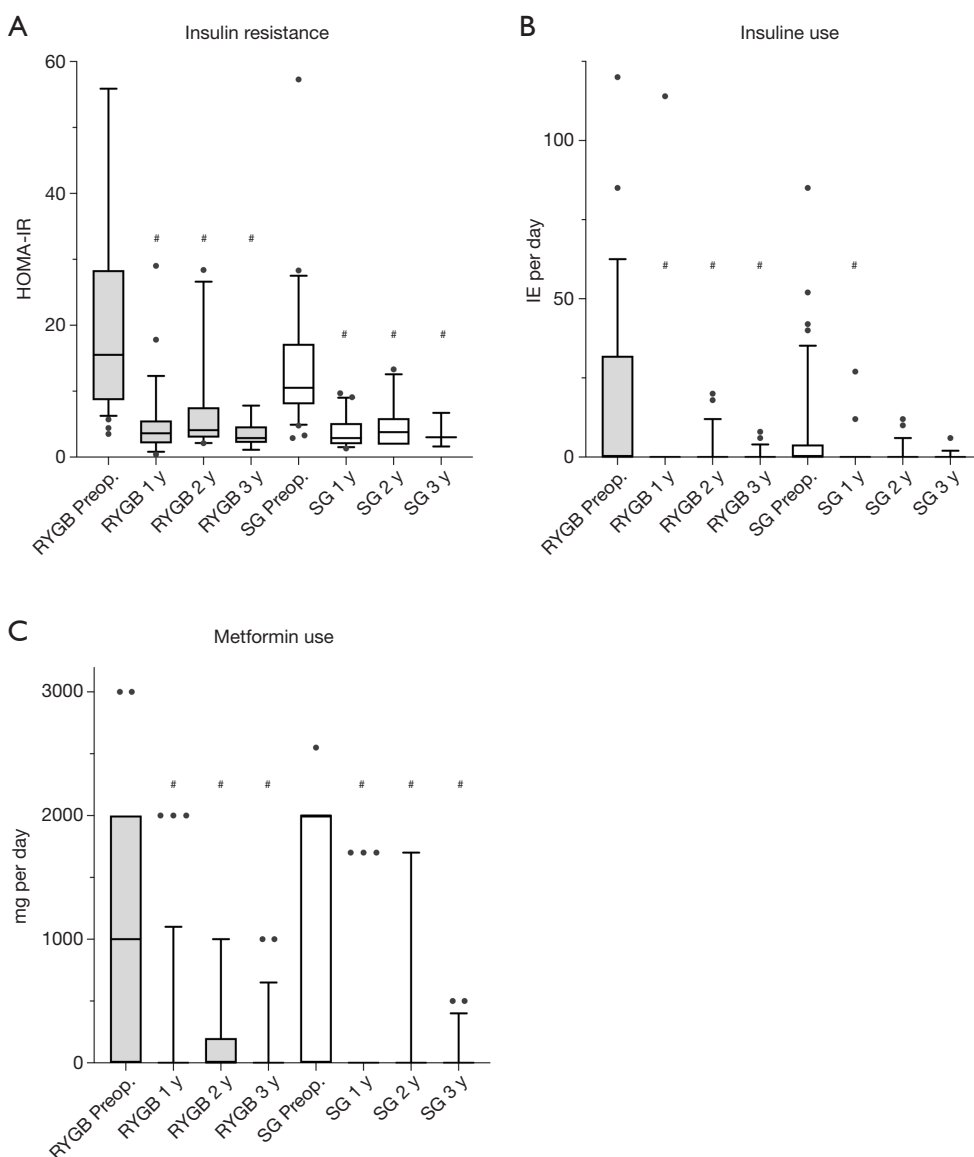 A
Insulin resistance
60
40
20
0
HOMA-IR
# # # # # #
RYGB Preop.
RYGB 1 y
RYGB 2 y
RYGB 3 y
SG Preop.
SG 1 y
SG 2 y
SG 3 y
B
Insuline use
100
50
0
IE per day
# # # #
RYGB Preop.
RYGB 1 y
RYGB 2 y
RYGB 3 y
SG Preop.
SG 1 y
SG 2 y
SG 3 y
C
Metformin use
3000
2000
1000
0
mg per day
# # # # # #
RYGB Preop.
RYGB 1 y
RYGB 2 y
RYGB 3 y
SG Preop.
SG 1 y
SG 2 y
SG 3 y